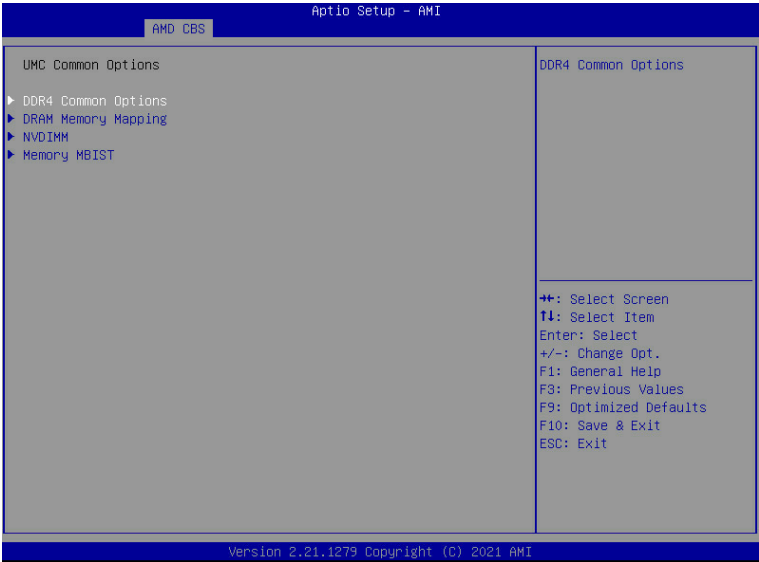 Aptio Setup – AMI
AMD CBS
UMC Common Options
DDR4 Common Options
DRAM Memory Mapping
NVDIMM
Memory MBIST
DDR4 Common Options
→←: Select Screen
↑↓: Select Item
Enter: Select
+/-: Change Opt.
F1: General Help
F3: Previous Values
F9: Optimized Defaults
F10: Save & Exit
ESC: Exit
Version 2.21.1279 Copyright (C) 2021 AMI